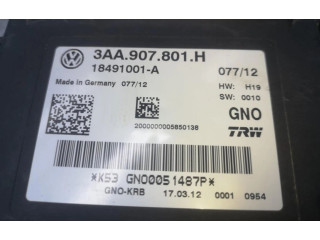 3AA.907.801.H
18491001-A
077/12
Made in Germany 077/12
HW: H19
SW: 0010
GNO
2000000005850138
TRW
*K53 GNO0051487P*
GNO-KRB 17.03.12 0001 0954